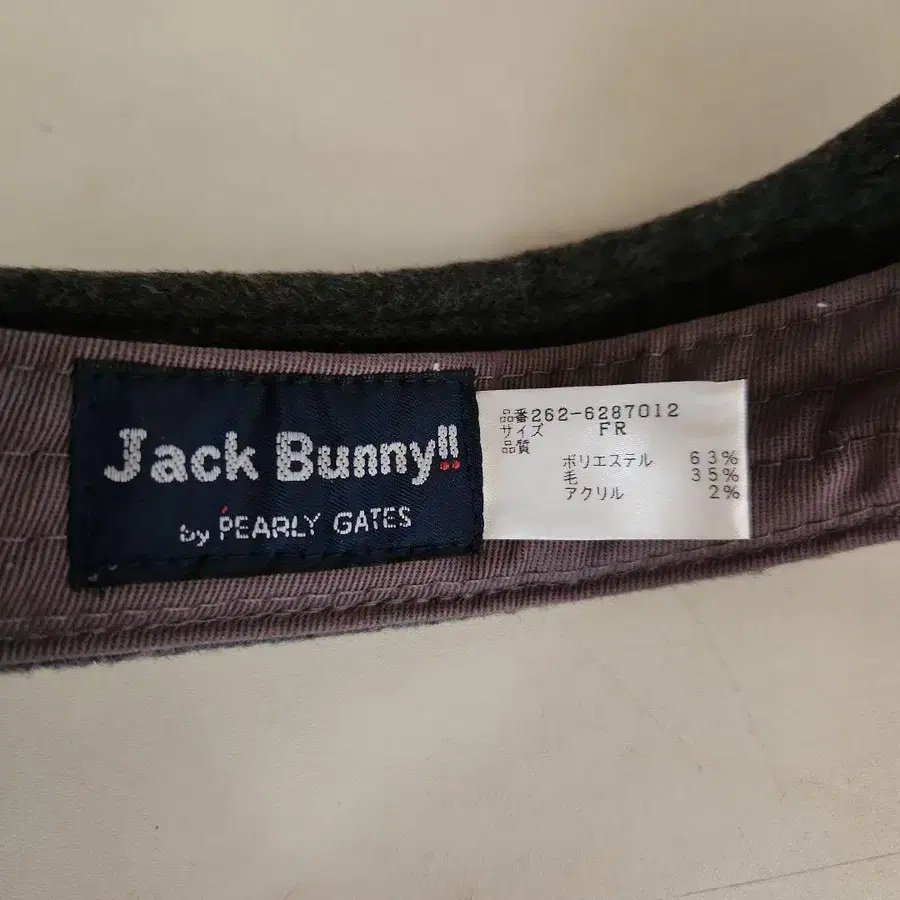 Jack Bunny!!
by PEARLY GATES
品番262-6287012
サイズ FR
品質
ポリエステル 63%
毛 35%
アクリル 2%